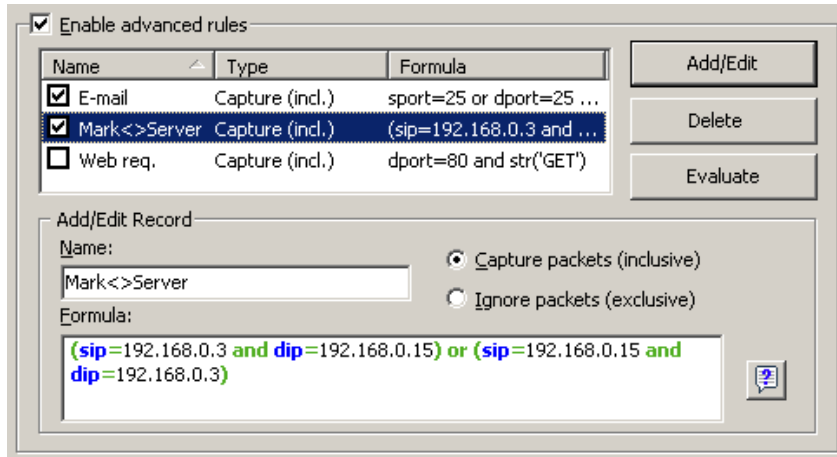 Enable advanced rules
Name Type Formula
E-mail Capture (incl.) sport=25 or dport=25 ...
Mark<>Server Capture (incl.) (sip=192.168.0.3 and ...
Web req. Capture (incl.) dport=80 and str('GET')
Add/Edit
Delete
Evaluate
Add/Edit Record
Name:
Mark<>Server
Capture packets (inclusive)
Ignore packets (exclusive)
Formula:
(sip=192.168.0.3 and dip=192.168.0.15) or (sip=192.168.0.15 and
dip=192.168.0.3)
?